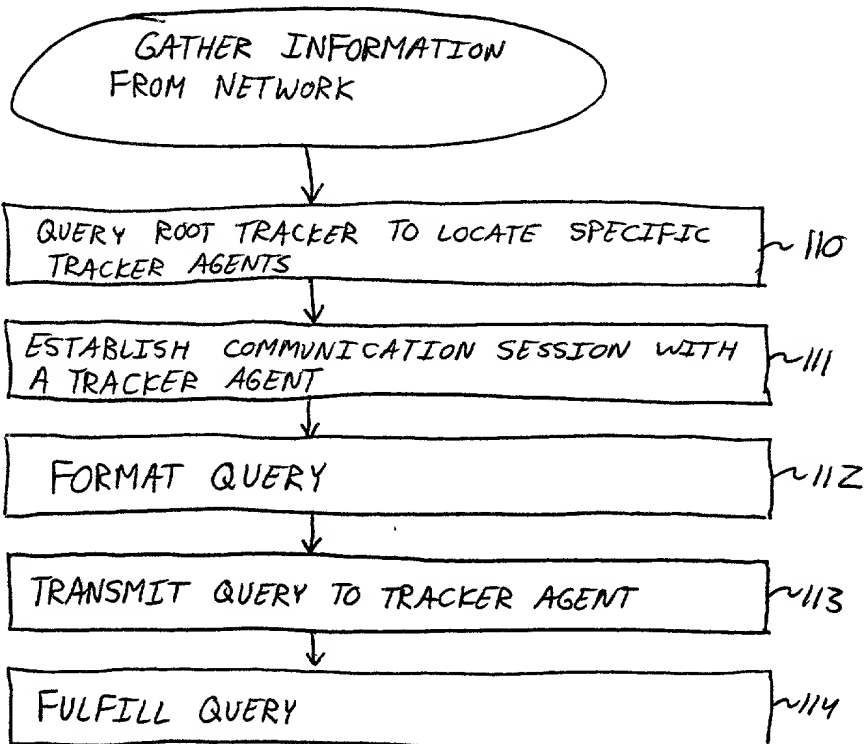 GATHER INFORMATION
FROM NETWORK
QUERY ROOT TRACKER TO LOCATE SPECIFIC
TRACKER AGENTS
110
ESTABLISH COMMUNICATION SESSION WITH
A TRACKER AGENT
111
FORMAT QUERY
112
TRANSMIT QUERY TO TRACKER AGENT
113
FULFILL QUERY
114